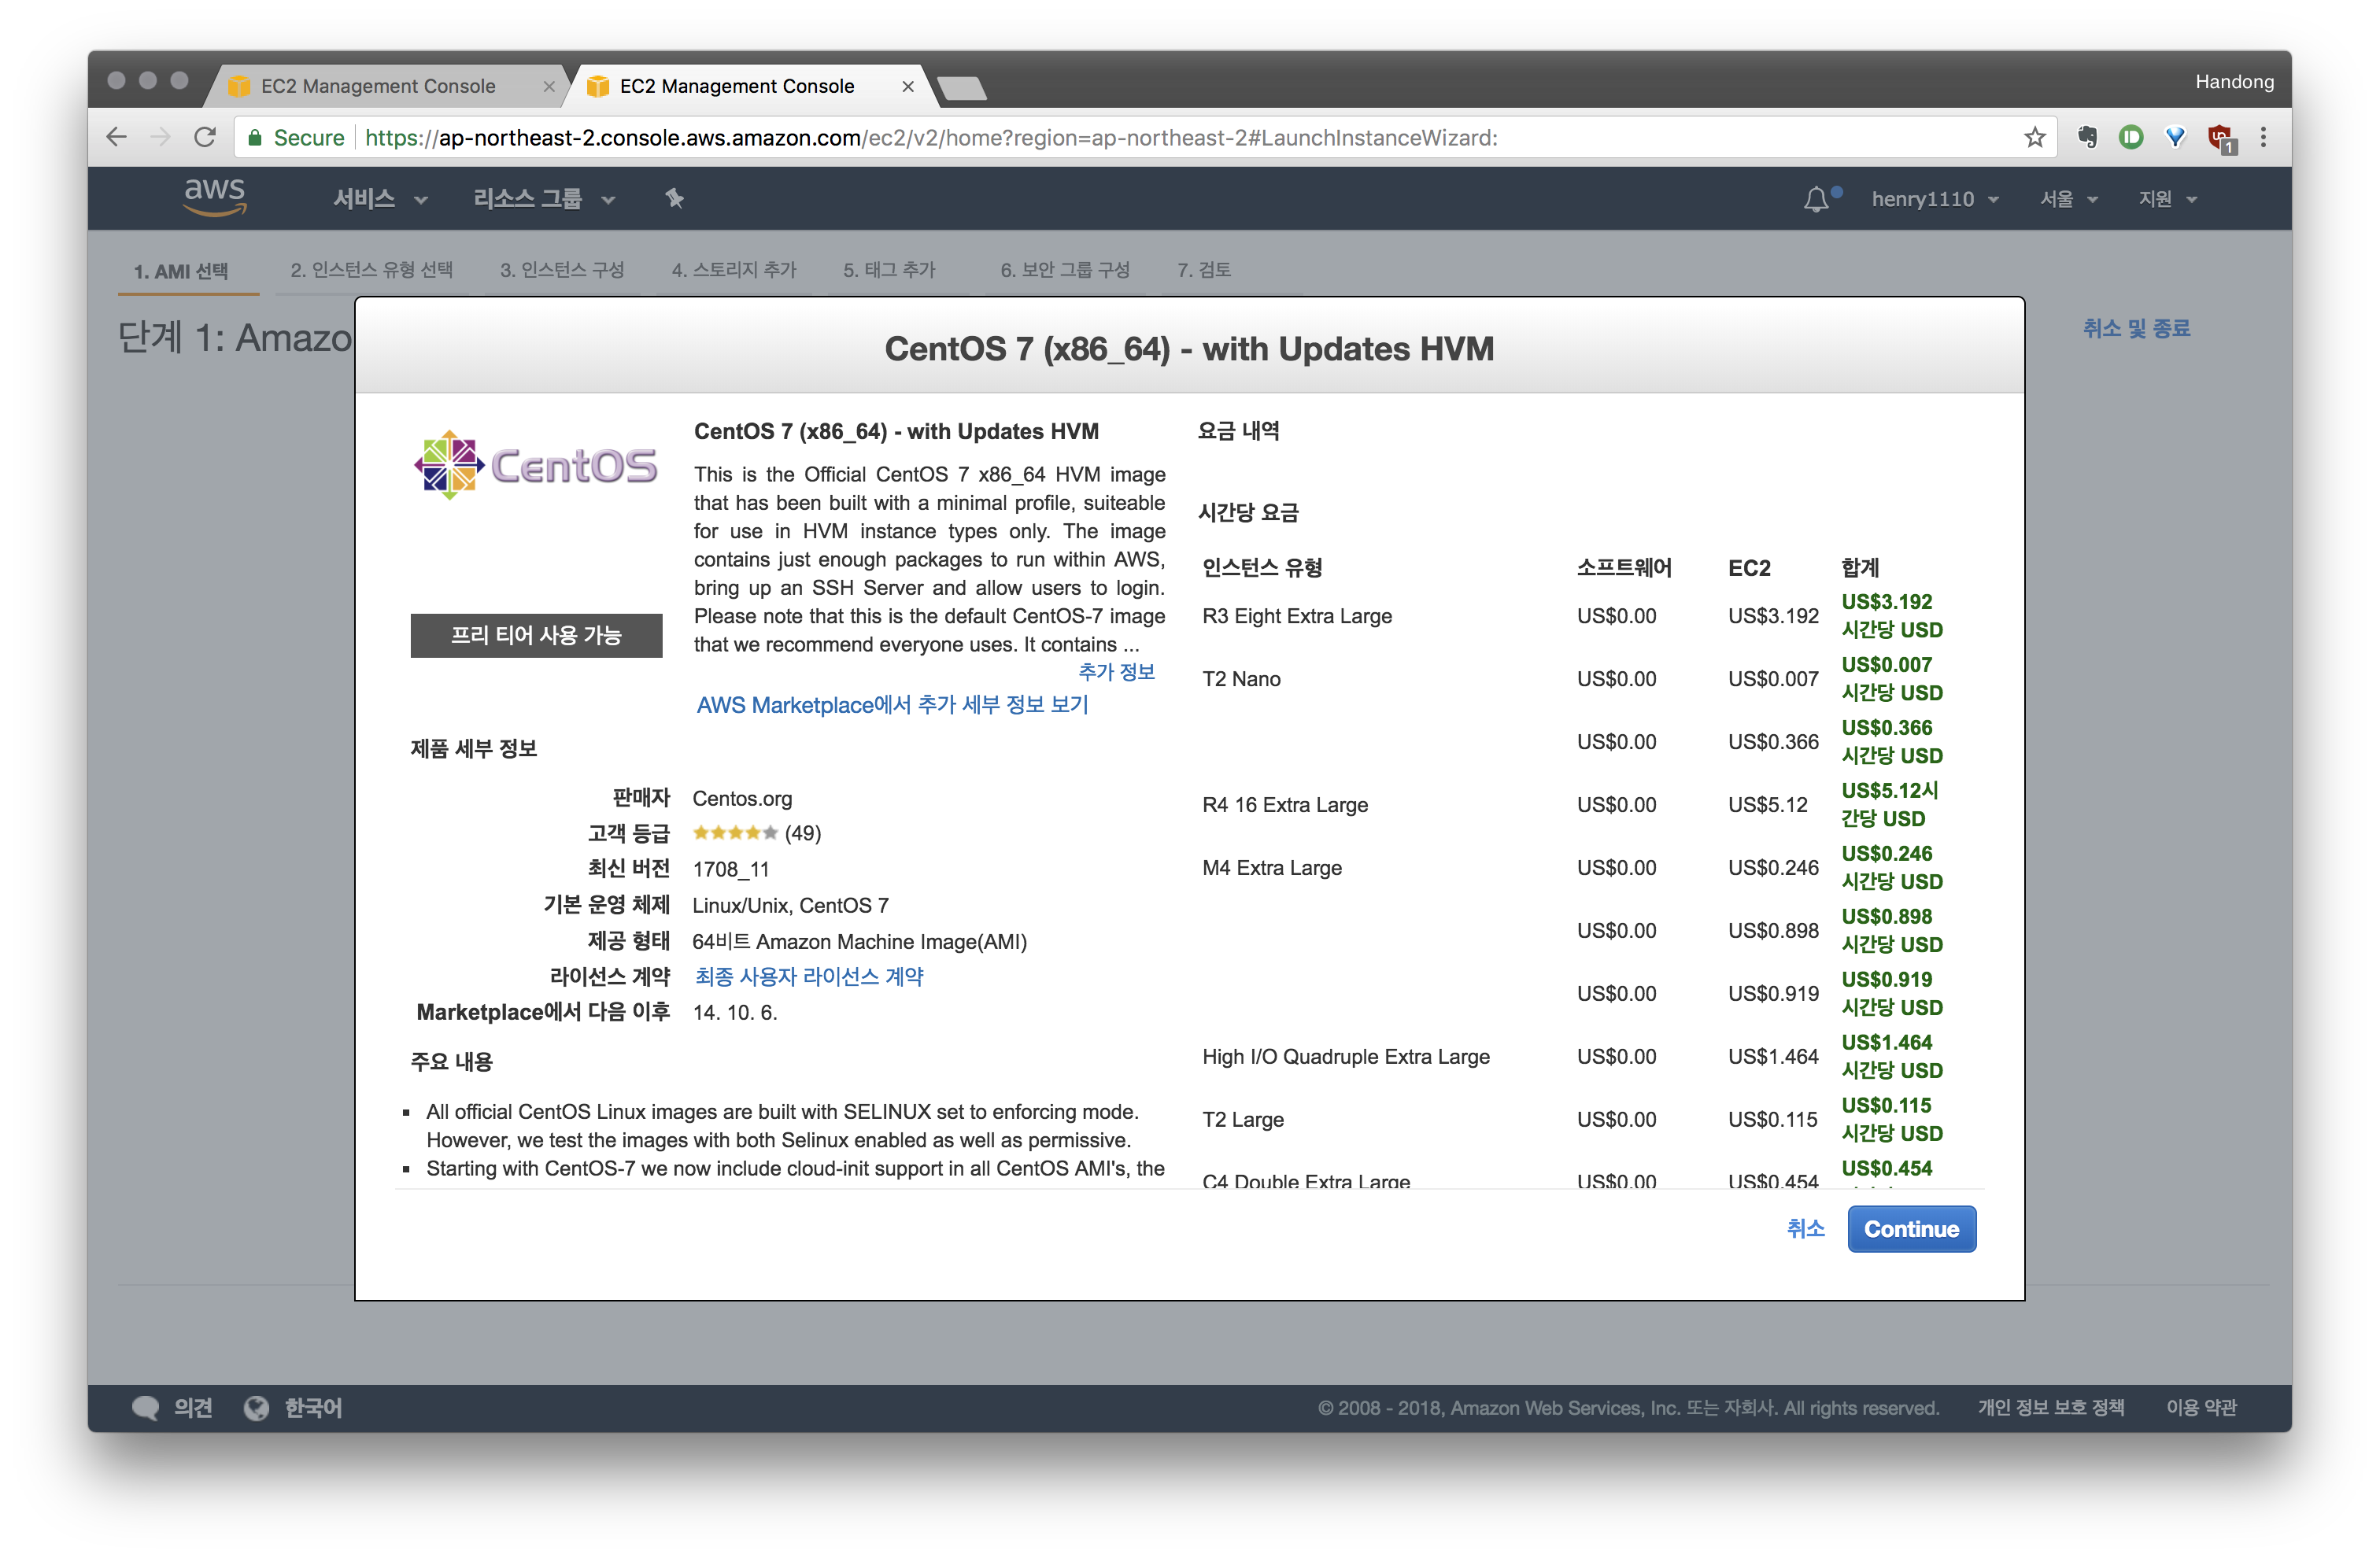 EC2 Management Console
EC2 Management Console
Handong
Secure https://ap-northeast-2.console.aws.amazon.com/ec2/v2/home?region=ap-northeast-2#LaunchInstanceWizard:
1
aws 서비스 리소스 그룹 henry1110 서울 지원
1. AMI 선택 2. 인스턴스 유형 선택 3. 인스턴스 구성 4. 스토리지 추가 5. 태그 추가 6. 보안 그룹 구성 7. 검토
단계 1: Amazo
취소 및 종료
CentOS 7 (x86_64) - with Updates HVM
CentOS
프리 티어 사용 가능
CentOS 7 (x86_64) - with Updates HVM
This is the Official CentOS 7 x86_64 HVM image
that has been built with a minimal profile, suiteable
for use in HVM instance types only. The image
contains just enough packages to run within AWS,
bring up an SSH Server and allow users to login.
Please note that this is the default CentOS-7 image
that we recommend everyone uses. It contains ...
추가 정보
AWS Marketplace에서 추가 세부 정보 보기
제품 세부 정보
판매자 Centos.org
고객 등급 (49)
최신 버전 1708_11
기본 운영 체제 Linux/Unix, CentOS 7
제공 형태 64비트 Amazon Machine Image(AMI)
라이선스 계약 최종 사용자 라이선스 계약
Marketplace에서 다음 이후 14. 10. 6.
주요 내용
All official CentOS Linux images are built with SELINUX set to enforcing mode.
However, we test the images with both Selinux enabled as well as permissive.
Starting with CentOS-7 we now include cloud-init support in all CentOS AMI's, the
요금 내역
시간당 요금
인스턴스 유형 소프트웨어 EC2 합계
R3 Eight Extra Large US$0.00 US$3.192 US$3.192
시간당 USD
T2 Nano US$0.00 US$0.007 US$0.007
시간당 USD
US$0.00 US$0.366 US$0.366
시간당 USD
R4 16 Extra Large US$0.00 US$5.12 US$5.12시
간당 USD
M4 Extra Large US$0.00 US$0.246 US$0.246
시간당 USD
US$0.00 US$0.898 US$0.898
시간당 USD
US$0.00 US$0.919 US$0.919
시간당 USD
High I/O Quadruple Extra Large US$0.00 US$1.464 US$1.464
시간당 USD
T2 Large US$0.00 US$0.115 US$0.115
시간당 USD
C4 Double Extra Large US$0.00 US$0.454 US$0.454
취소 Continue
의견 한국어 © 2008 - 2018, Amazon Web Services, Inc. 또는 자회사. All rights reserved. 개인 정보 보호 정책 이용 약관